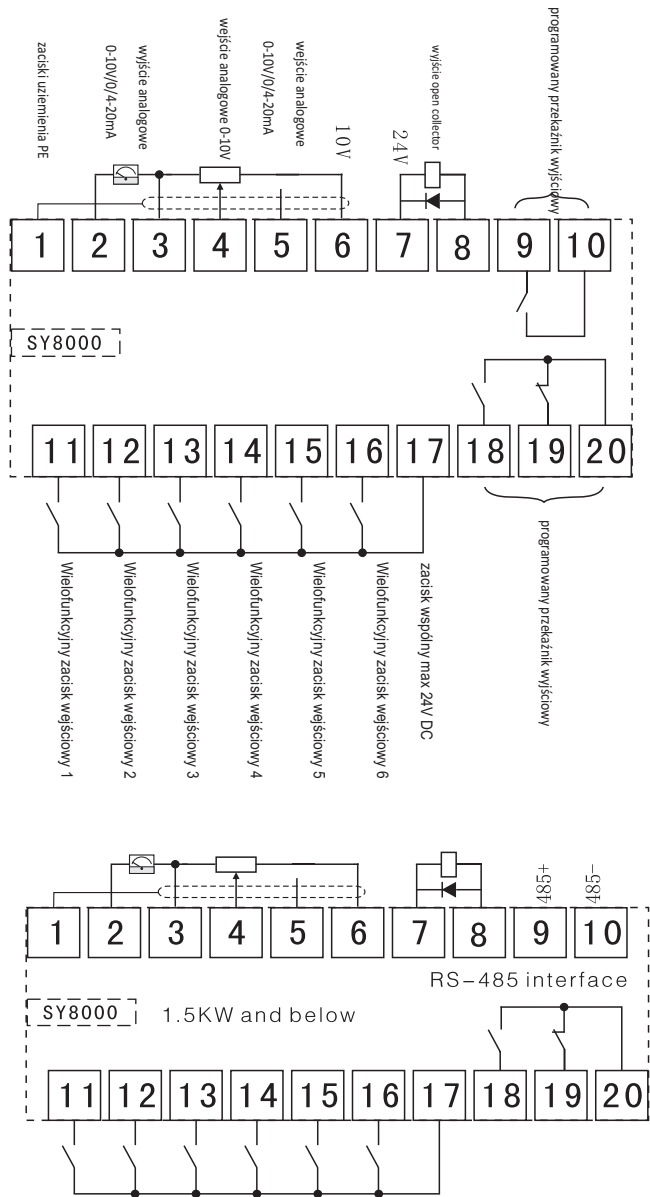 zaciski uziemienia PE
wyjście analogowe
0-10V/0/4-20mA
wejście analogowe 0-10V
wejście analogowe
0-10V/0/4-20mA
10V
24V
wyjście open collector
programowany przekaźnik wyjściowy
1 2 3 4 5 6 7 8 9 10
SY8000
11 12 13 14 15 16 17 18 19 20
Wielofunkcyjny zacisk wejściowy 1
Wielofunkcyjny zacisk wejściowy 2
Wielofunkcyjny zacisk wejściowy 3
Wielofunkcyjny zacisk wejściowy 4
Wielofunkcyjny zacisk wejściowy 5
Wielofunkcyjny zacisk wejściowy 6
zacisk wspólny max 24V DC
programowany przekaźnik wyjściowy
485+ 485-
1 2 3 4 5 6 7 8 9 10
RS-485 interface
SY8000 1.5KW and below
11 12 13 14 15 16 17 18 19 20